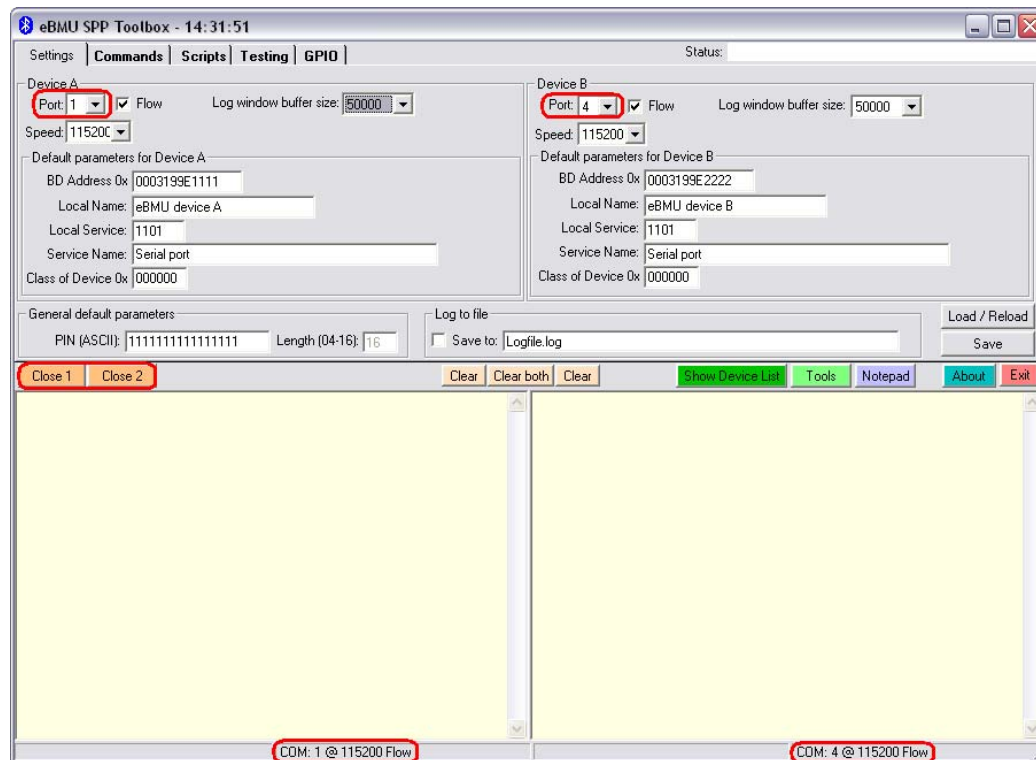 eBMU SPP Toolbox - 14:31:51
Settings Commands Scripts Testing GPIO Status:
Device A
Port: 1 Flow Log window buffer size: 50000
Speed: 115200
Default parameters for Device A
BD Address 0x 0003199E1111
Local Name: eBMU device A
Local Service: 1101
Service Name: Serial port
Class of Device 0x 000000
Device B
Port: 4 Flow Log window buffer size: 50000
Speed: 115200
Default parameters for Device B
BD Address 0x 0003199E2222
Local Name: eBMU device B
Local Service: 1101
Service Name: Serial port
Class of Device 0x 000000
General default parameters
PIN (ASCII): 1111111111111111 Length (04-16): 16
Log to file
Save to: Logfile.log
Load / Reload
Save
Close 1 Close 2 Clear Clear both Clear Show Device List Tools Notepad About Exit
COM: 1 @ 115200 Flow COM: 4 @ 115200 Flow